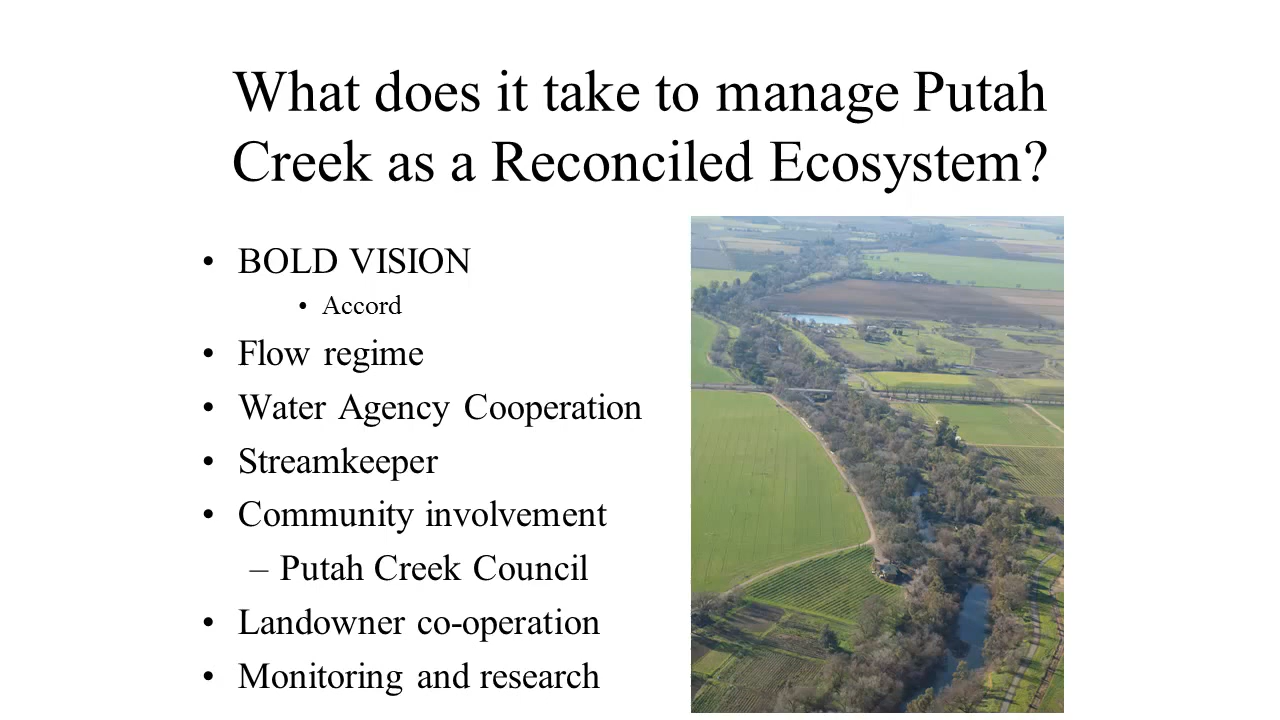 What does it take to manage Putah
Creek as a Reconciled Ecosystem?
• BOLD VISION
• Accord
• Flow regime
• Water Agency Cooperation
• Streamkeeper
• Community involvement
– Putah Creek Council
• Landowner co-operation
• Monitoring and research